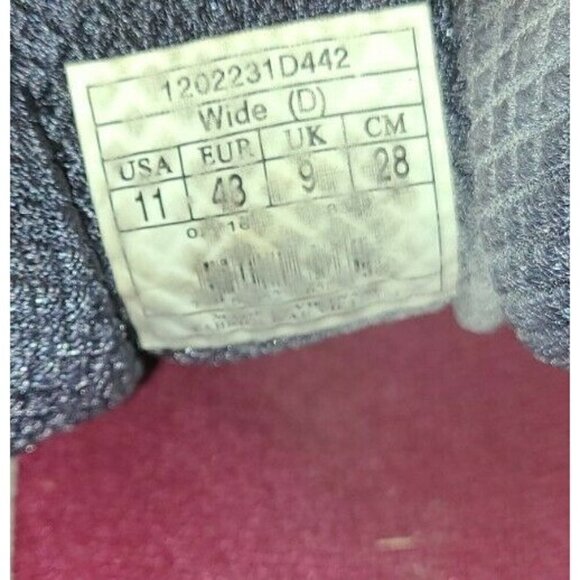 1202231D442
Wide (D)
USA EUR UK CM
11 43 9 28